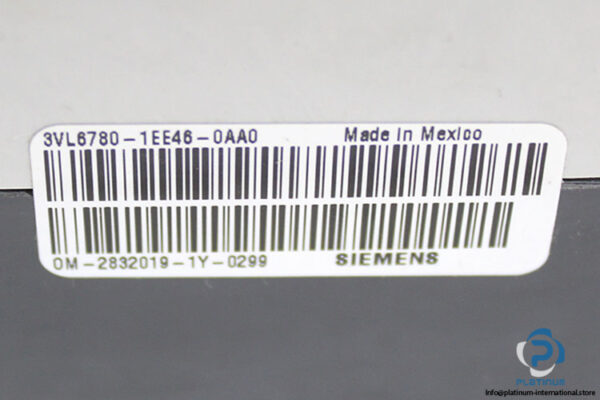 3VL6780-1EE46-0AA0 Made in Mexico
0M-2832019-1Y-0299 SIEMENS
PLATINUM
info@platinum-international.store